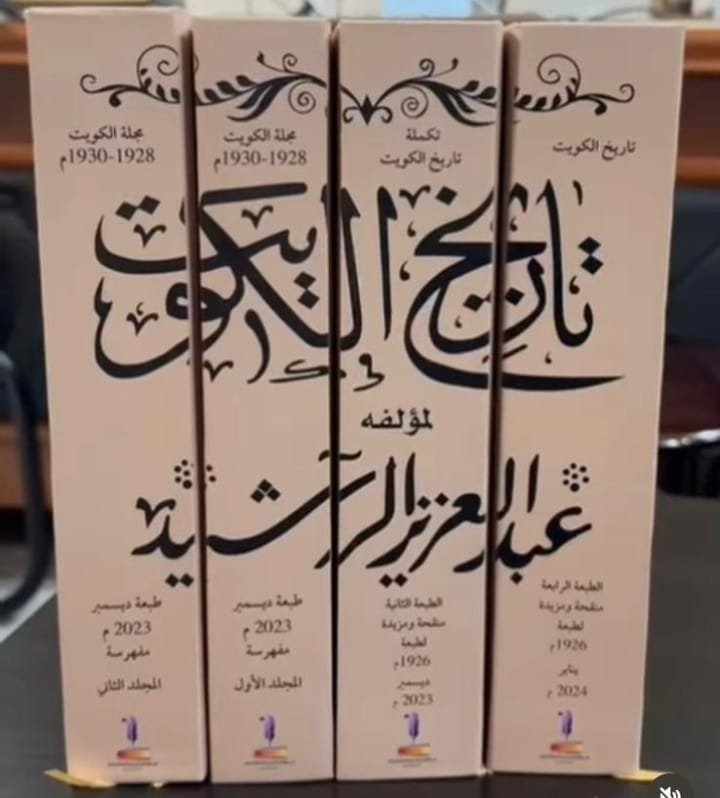 تاريخ الكويت
تكملة
تاريخ الكويت
مجلة الكويت
1928-1930م
مجلة الكويت
1928-1930م
تاريخ الكويت
لمؤلفه
عبد العزيز الرشيد
الطبعة الرابعة
منقحة ومزيدة
لطبعة
1926م
يناير
2024 م
الطبعة الثانية
منقحة ومزيدة
لطبعة
1926م
ديسمبر
2023 م
طبعة ديسمبر
2023 م
مفهرسة
المجلد الأول
طبعة ديسمبر
2023 م
مفهرسة
المجلد الثاني